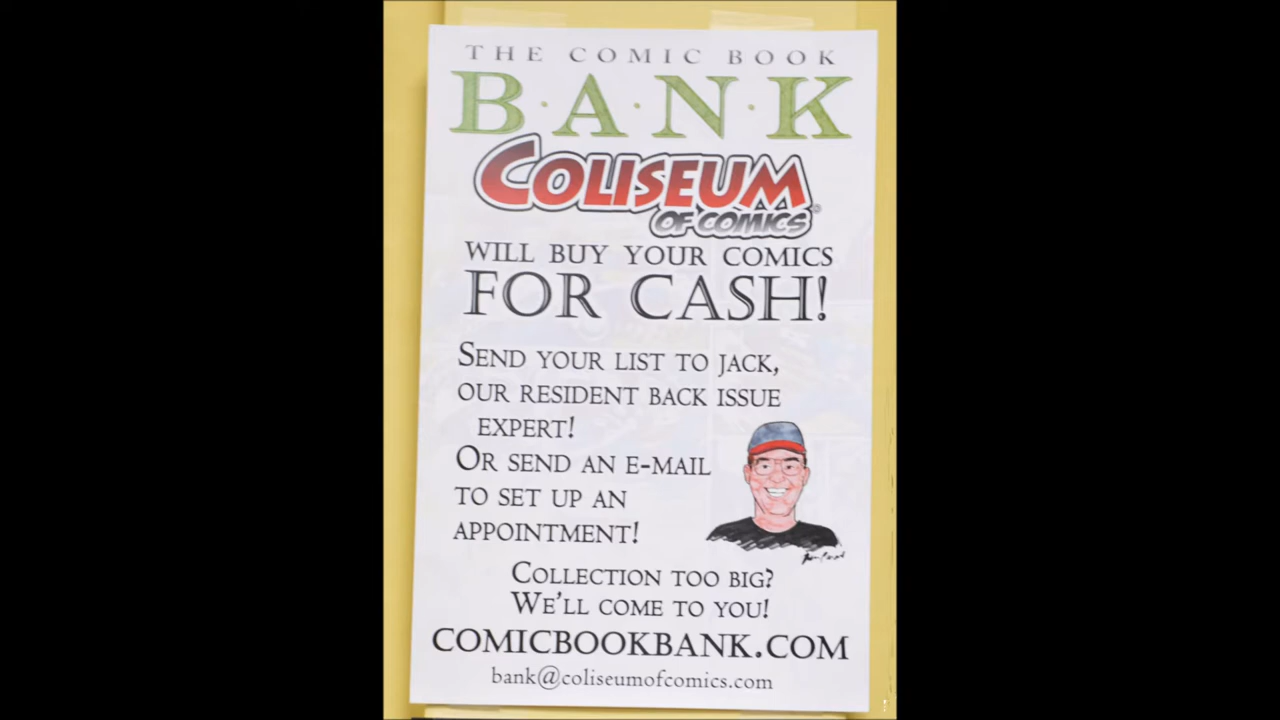 THE COMIC BOOK
B·A·N·K
COLISEUM
OF COMICS
WILL BUY YOUR COMICS
FOR CASH!
SEND YOUR LIST TO JACK,
OUR RESIDENT BACK ISSUE
EXPERT!
OR SEND AN E-MAIL
TO SET UP AN
APPOINTMENT!
COLLECTION TOO BIG?
WE'LL COME TO YOU!
COMICBOOKBANK.COM
bank@coliseumofcomics.com